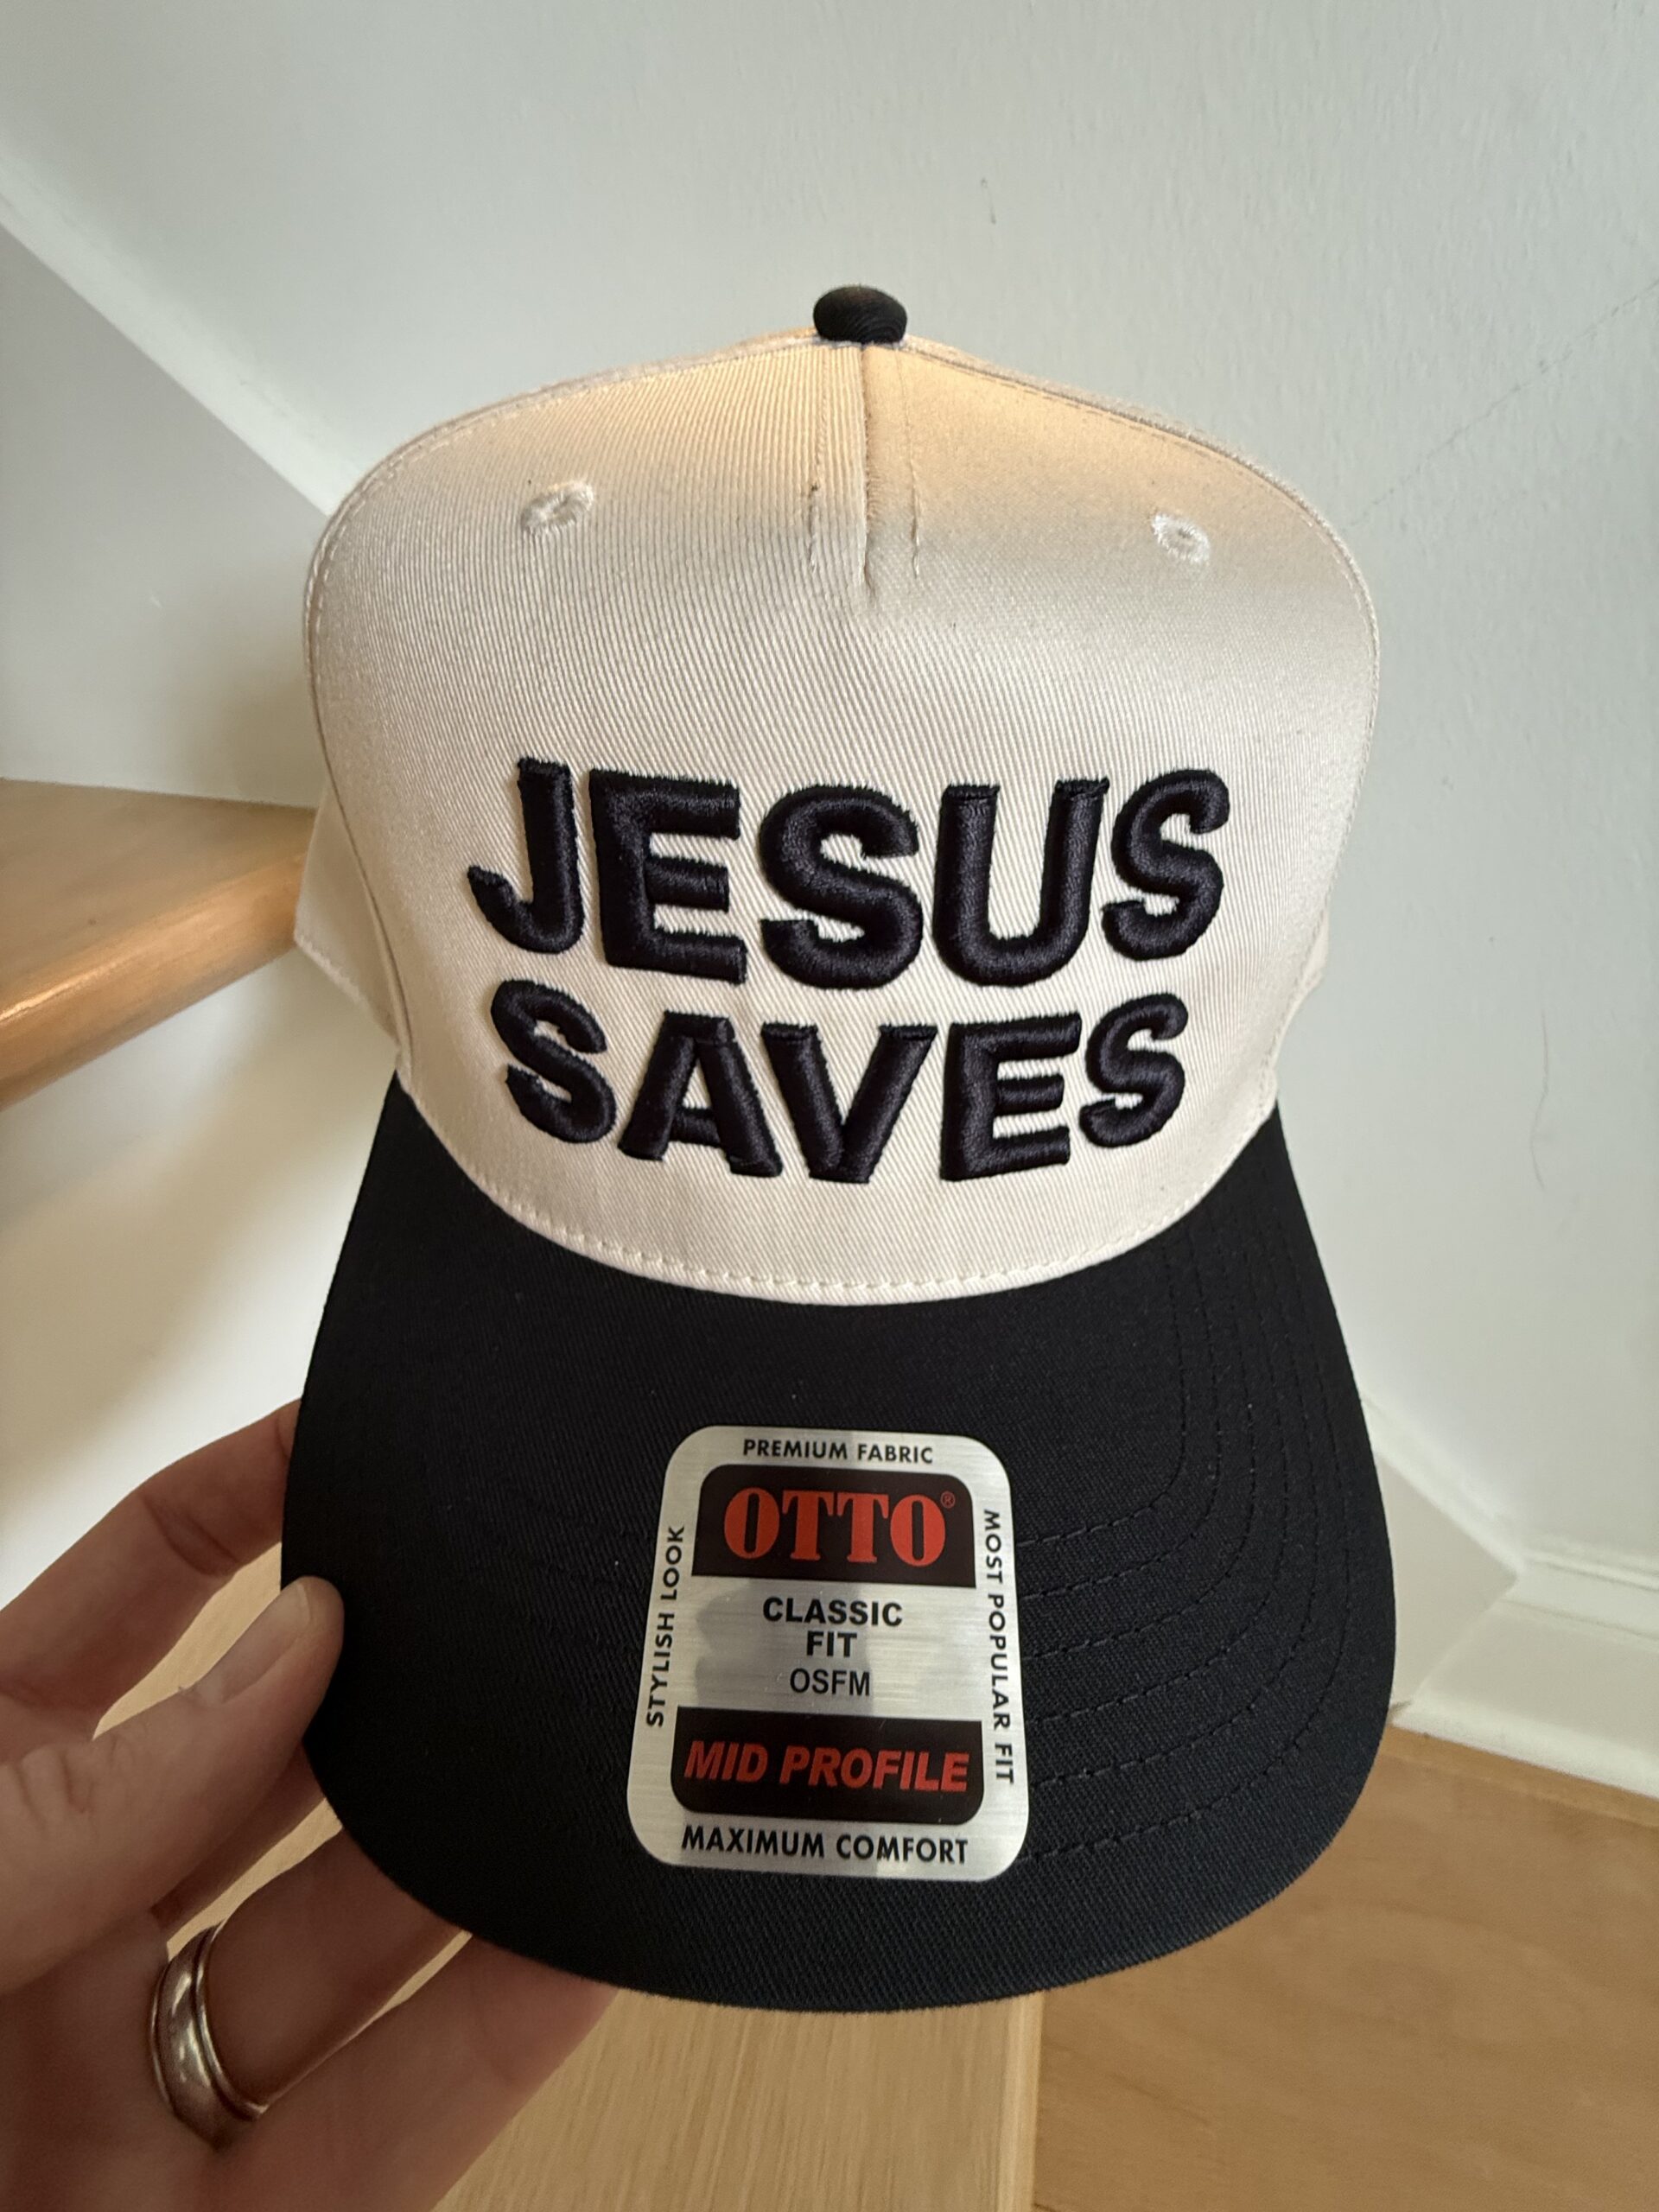 JESUS
SAVES
PREMIUM FABRIC
OTTO®
STYLISH LOOK
MOST POPULAR FIT
CLASSIC
FIT
OSFM
MID PROFILE
MAXIMUM COMFORT